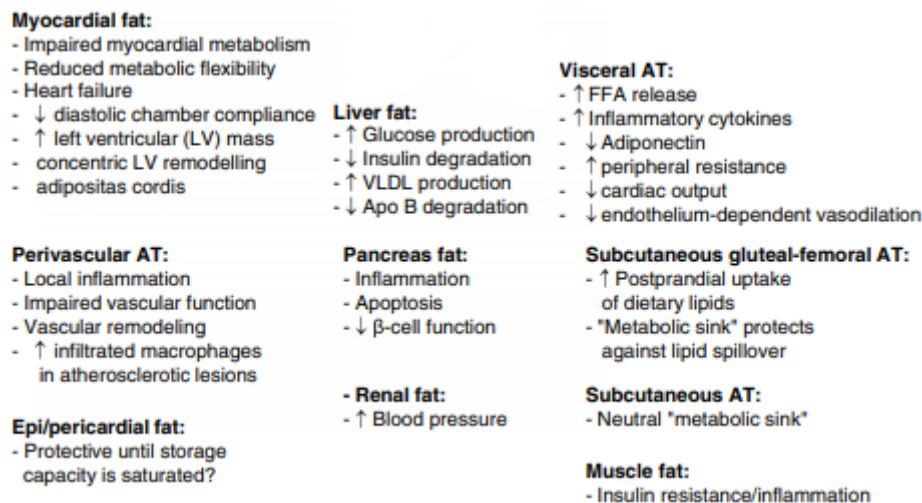 Myocardial fat:
- Impaired myocardial metabolism
- Reduced metabolic flexibility
- Heart failure
- ↓ diastolic chamber compliance
- ↑ left ventricular (LV) mass
- concentric LV remodelling
- adipositas cordis
Perivascular AT:
- Local inflammation
- Impaired vascular function
- Vascular remodeling
- ↑ infiltrated macrophages
in atherosclerotic lesions
Epi/pericardial fat:
- Protective until storage
capacity is saturated?
Liver fat:
- ↑ Glucose production
- ↓ Insulin degradation
- ↑ VLDL production
- ↓ Apo B degradation
Pancreas fat:
- Inflammation
- Apoptosis
- ↓ β-cell function
- Renal fat:
- ↑ Blood pressure
Visceral AT:
- ↑ FFA release
- ↑ Inflammatory cytokines
- ↓ Adiponectin
- ↑ peripheral resistance
- ↓ cardiac output
- ↓ endothelium-dependent vasodilation
Subcutaneous gluteal-femoral AT:
- ↑ Postprandial uptake
of dietary lipids
- "Metabolic sink" protects
against lipid spillover
Subcutaneous AT:
- Neutral "metabolic sink"
Muscle fat:
- Insulin resistance/inflammation